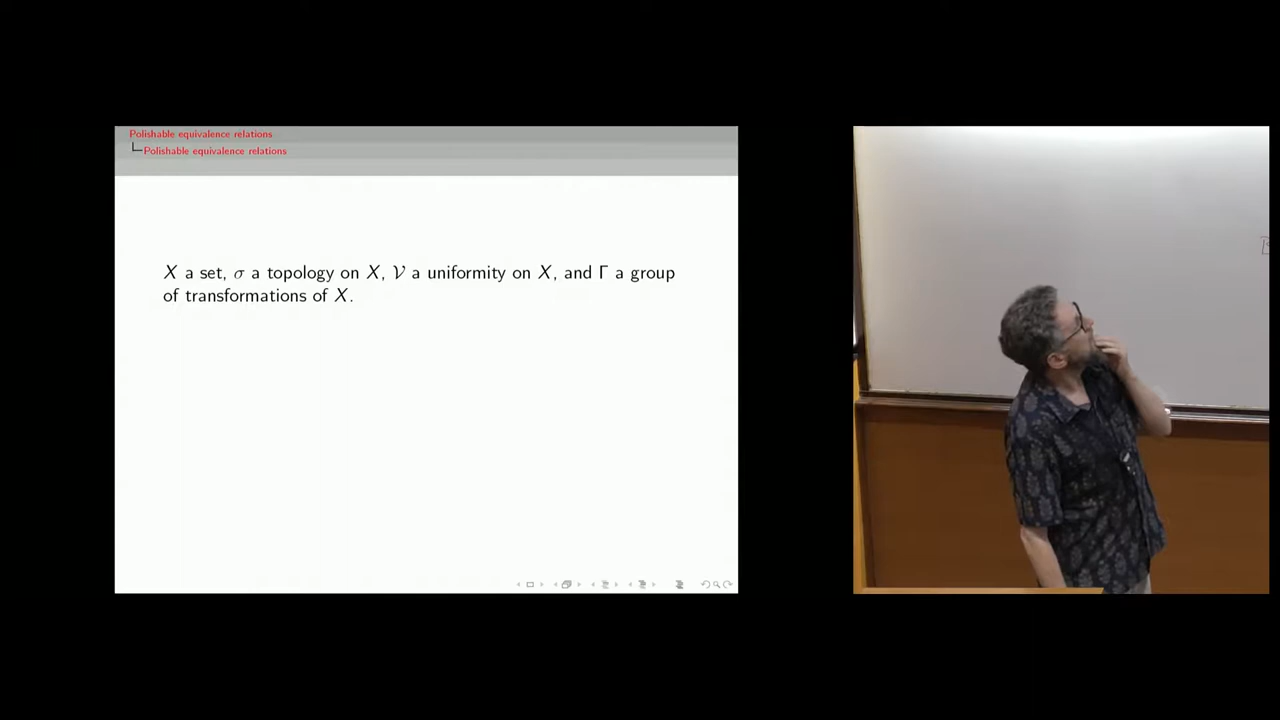 Polishable equivalence relations
Polishable equivalence relations
X a set, σ a topology on X, 𝒱 a uniformity on X, and Γ a group
of transformations of X.